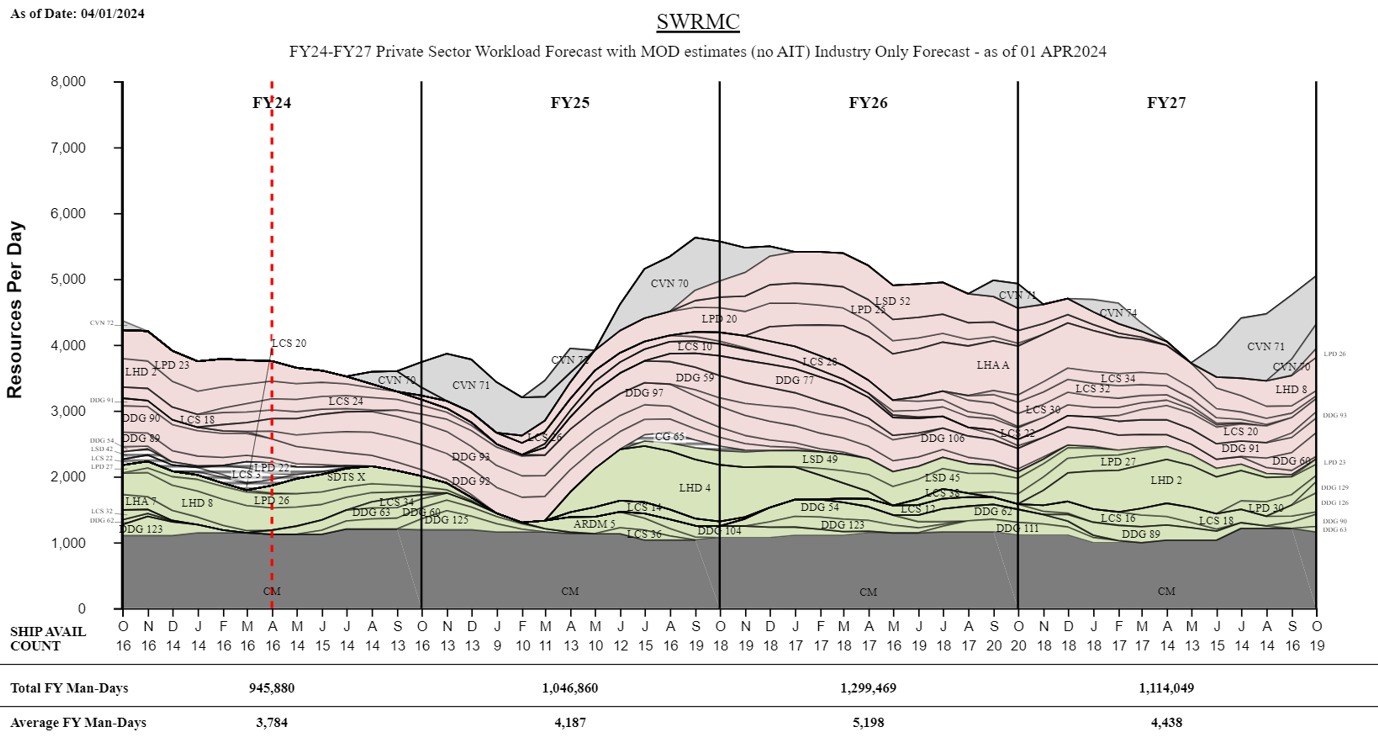 As of Date: 04/01/2024
SWRMC
FY24-FY27 Private Sector Workload Forecast with MOD estimates (no AIT) Industry Only Forecast - as of 01 APR2024
Resources Per Day
8,000
7,000
6,000
5,000
4,000
3,000
2,000
1,000
0
FY24 FY25 FY26 FY27
CVN 72
DDG 91
DDG 54
LSD 42
LCS 22
LPD 27
LCS 32
DDG 62
LCS 20
LPD 23
LHD 2
CVN 70
LCS 24
LCS 18
DDG 90
DDG 89
LPD 22
LCS 3
SDTS X
LPD 26
LHA 7
LHD 8
LCS 34
DDG 63
DDG 60
DDG 123
CM
CVN 70
CVN 71
LPD 20
LCS 10
DDG 59
DDG 97
LCS 26
CG 65
DDG 93
DDG 92
LHD 4
LCS 14
DDG 125
ARDM 5
LCS 36
DDG 104
CM
CVN 71
LSD 52
LHA A
LCS 28
DDG 77
DDG 106
LSD 49
LSD 45
LCS 38
DDG 54
LCS 12
DDG 62
DDG 123
DDG 111
CM
CVN 74
CVN 71
CVN 70
LCS 34
LCS 32
LHD 8
LCS 30
LCS 22
LCS 20
DDG 91
LPD 27
LHD 2
LPD 30
LCS 16
LCS 18
DDG 89
CM
LPD 26
DDG 93
LPD 23
DDG 129
DDG 126
DDG 90
DDG 63
O N D J F M A M J J A S O N D J F M A M J J A S O N D J F M A M J J A S O N D J F M A M J J A S O
SHIP AVAIL
COUNT
16 16 14 14 16 16 16 16 14 14 14 13 16 13 13 9 10 11 13 10 12 15 16 19 18 19 18 17 17 18 17 16 19 18 17 20 20 18 18 18 17 17 14 13 15 16 14 16 19
Total FY Man-Days 945,880 1,046,860 1,299,469 1,114,049
Average FY Man-Days 3,784 4,187 5,198 4,438